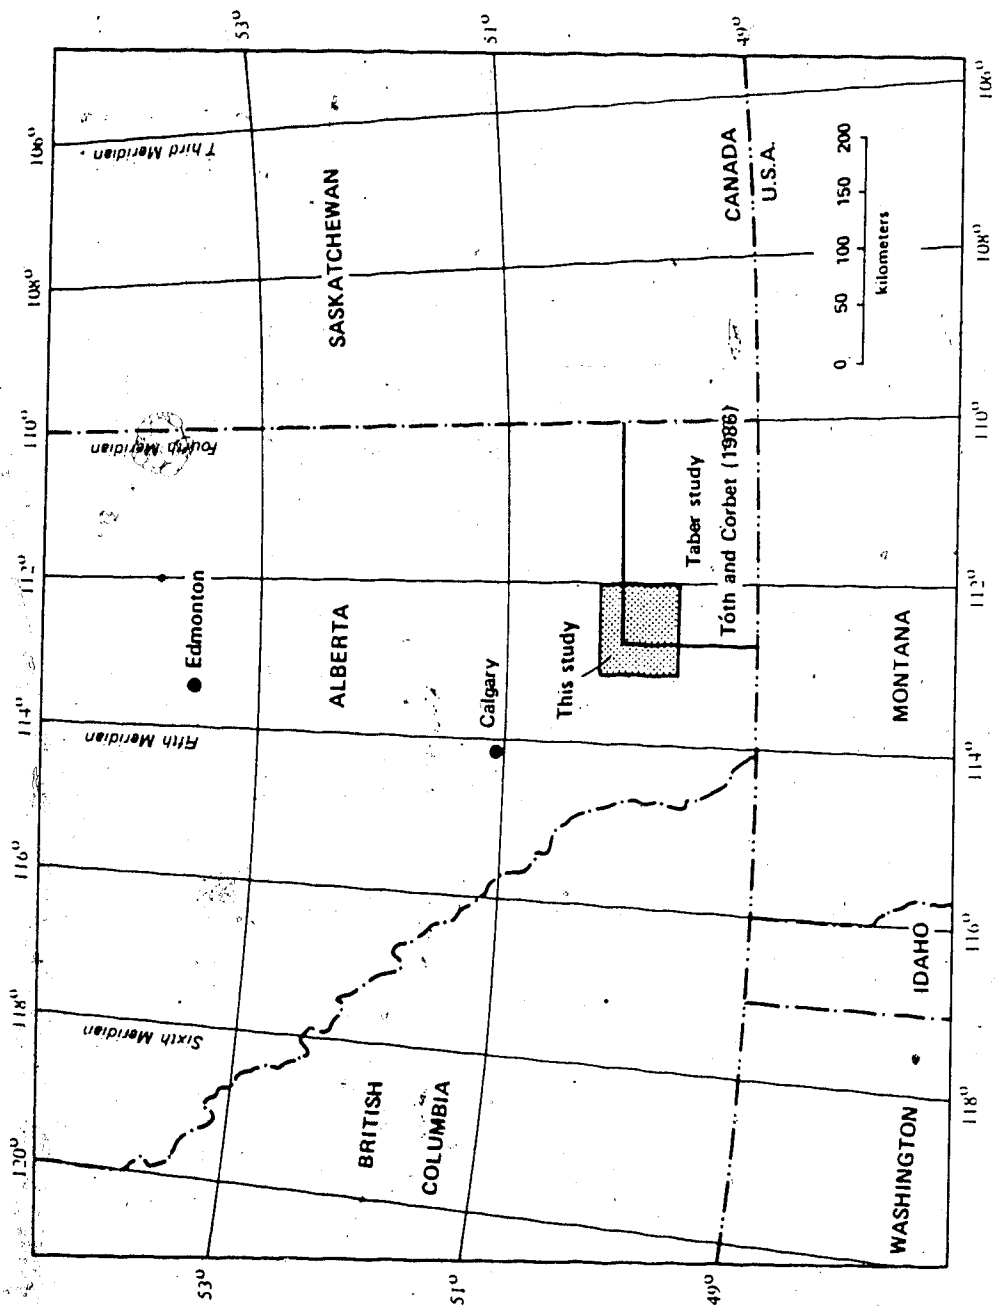 120°
118°
116°
114°
112°
110°
108°
106°
Sixth Meridian
Fifth Meridian
Fourth Meridian
Third Meridian
53°
53°
Edmonton
BRITISH
COLUMBIA
ALBERTA
SASKATCHEWAN
51°
51°
Calgary
This study
Taber study
Tóth and Corbet (1986)
49°
49°
CANADA
U.S.A.
WASHINGTON
IDAHO
MONTANA
0 50 100 150 200
kilometers
118°
116°
114°
112°
110°
108°
106°